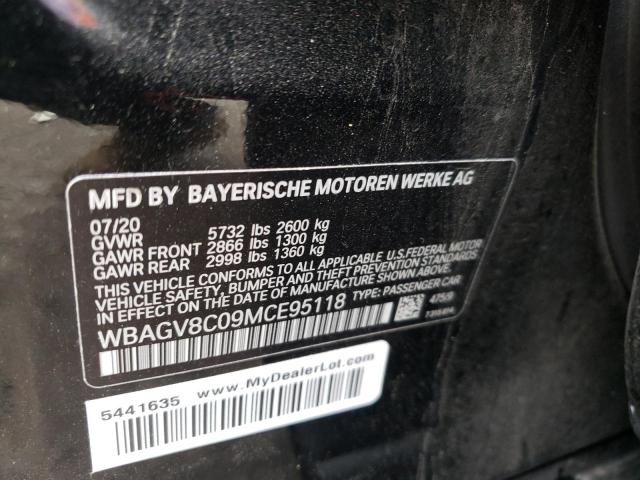 MFD BY BAYERISCHE MOTOREN WERKE AG
07/20
GVWR 5732 lbs 2600 kg
GAWR FRONT 2866 lbs 1300 kg
GAWR REAR 2998 lbs 1360 kg
THIS VEHICLE CONFORMS TO ALL APPLICABLE U.S. FEDERAL MOTOR
VEHICLE SAFETY, BUMPER AND THEFT PREVENTION STANDARDS
IN EFFECT ON THE DATE OF MANUFACTURE SHOWN ABOVE.
WBAGV8C09MCE95118 TYPE: PASSENGER CAR
5441635 www.MyDealerLot.com